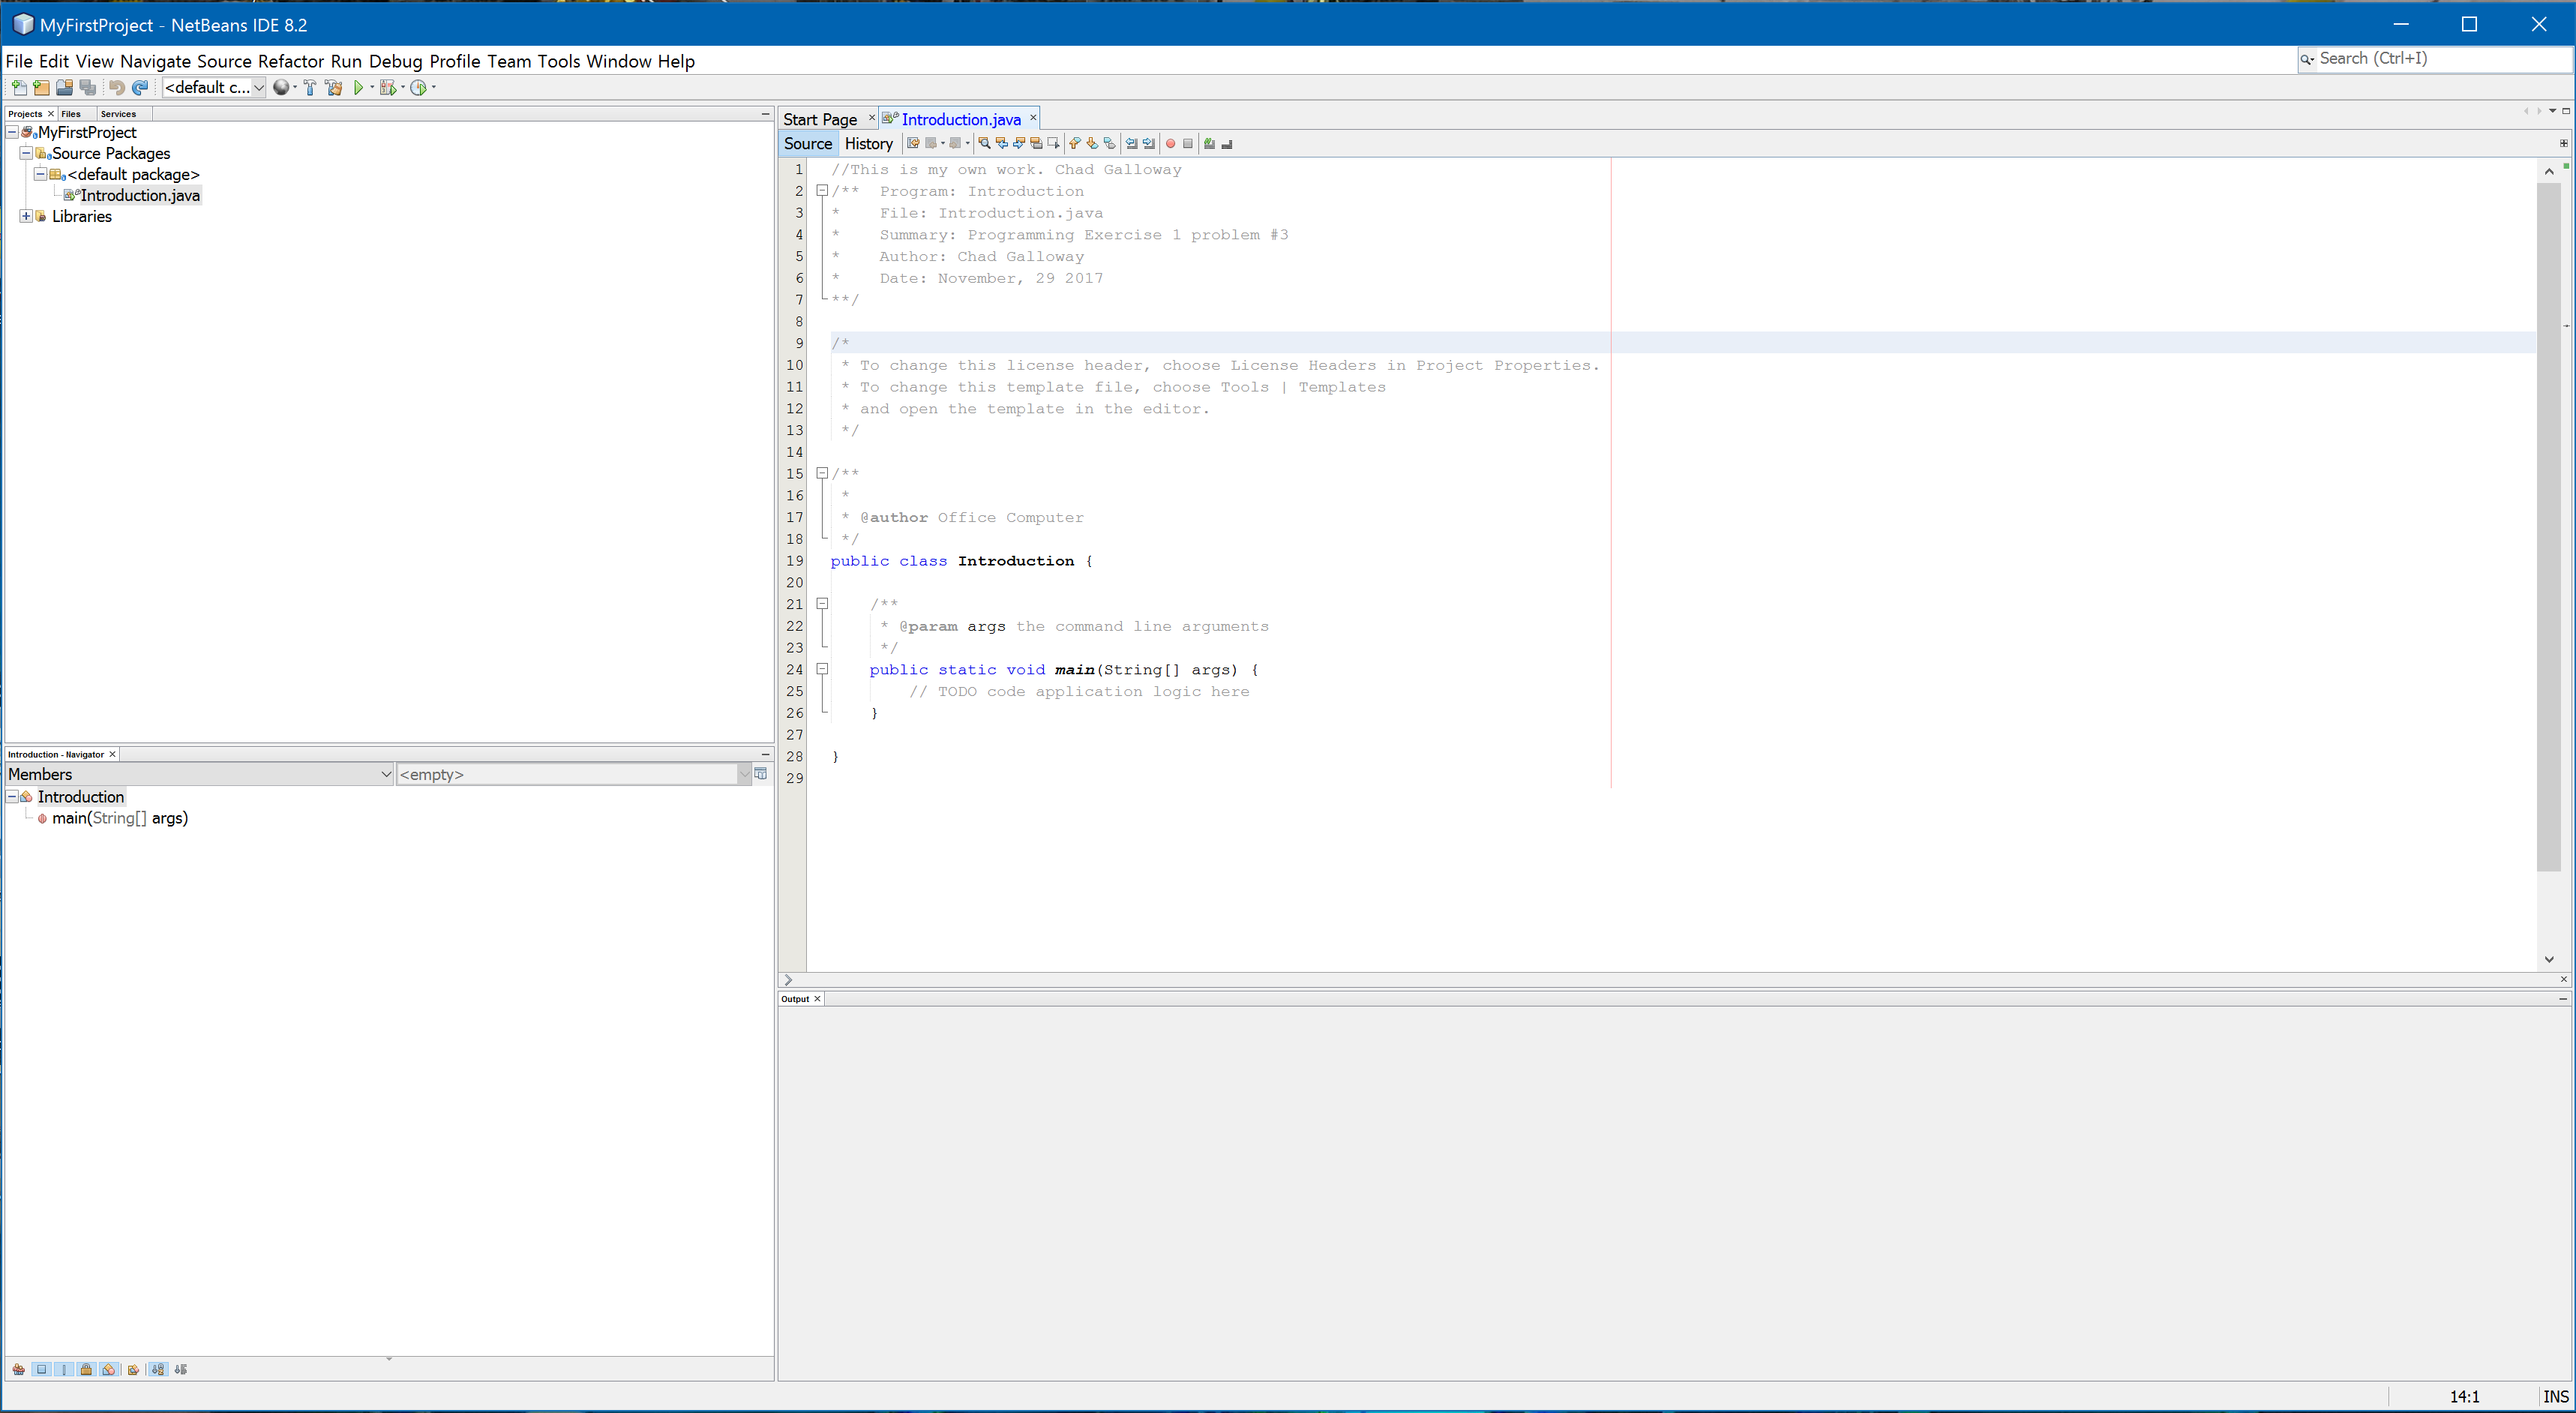 MyFirstProject - NetBeans IDE 8.2
File Edit View Navigate Source Refactor Run Debug Profile Team Tools Window Help
Search (Ctrl+I)
<default c...
Projects Files Services
MyFirstProject
Source Packages
<default package>
Introduction.java
Libraries
Introduction - Navigator
Members <empty>
Introduction
main(String[] args)
Start Page Introduction.java
Source History
1 //This is my own work. Chad Galloway
2 /**  Program: Introduction
3 *    File: Introduction.java
4 *    Summary: Programming Exercise 1 problem #3
5 *    Author: Chad Galloway
6 *    Date: November, 29 2017
7 **/
8
9 /*
10  * To change this license header, choose License Headers in Project Properties.
11  * To change this template file, choose Tools | Templates
12  * and open the template in the editor.
13  */
14
15 /**
16  *
17  * @author Office Computer
18  */
19 public class Introduction {
20
21     /**
22      * @param args the command line arguments
23      */
24     public static void main(String[] args) {
25         // TODO code application logic here
26     }
27
28 }
29
Output
14:1 INS